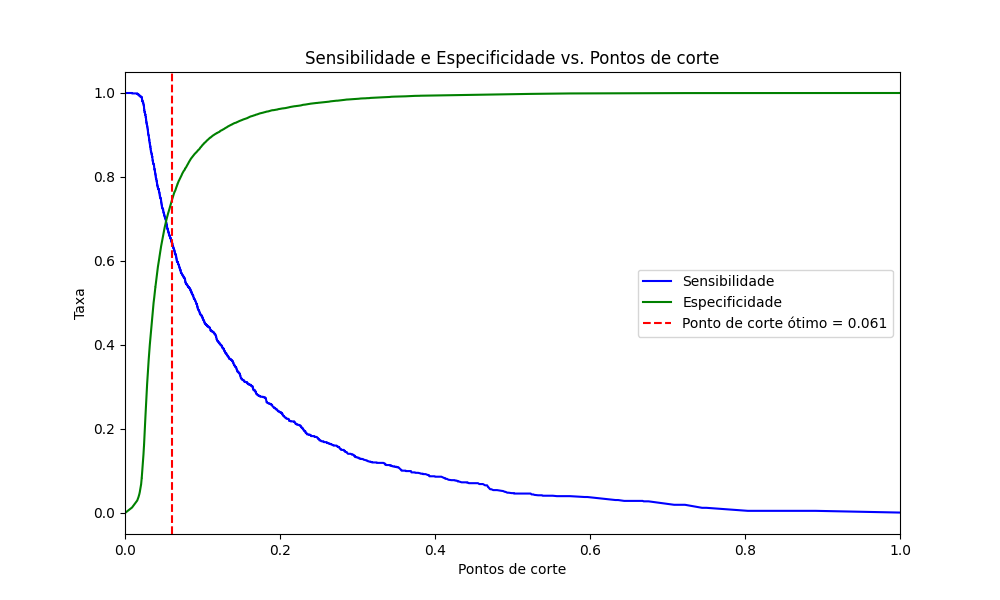 Sensibilidade e Especificidade vs. Pontos de corte
Taxa
1.0
0.8
0.6
0.4
0.2
0.0
Sensibilidade
Especificidade
Ponto de corte ótimo = 0.061
0.0 0.2 0.4 0.6 0.8 1.0
Pontos de corte